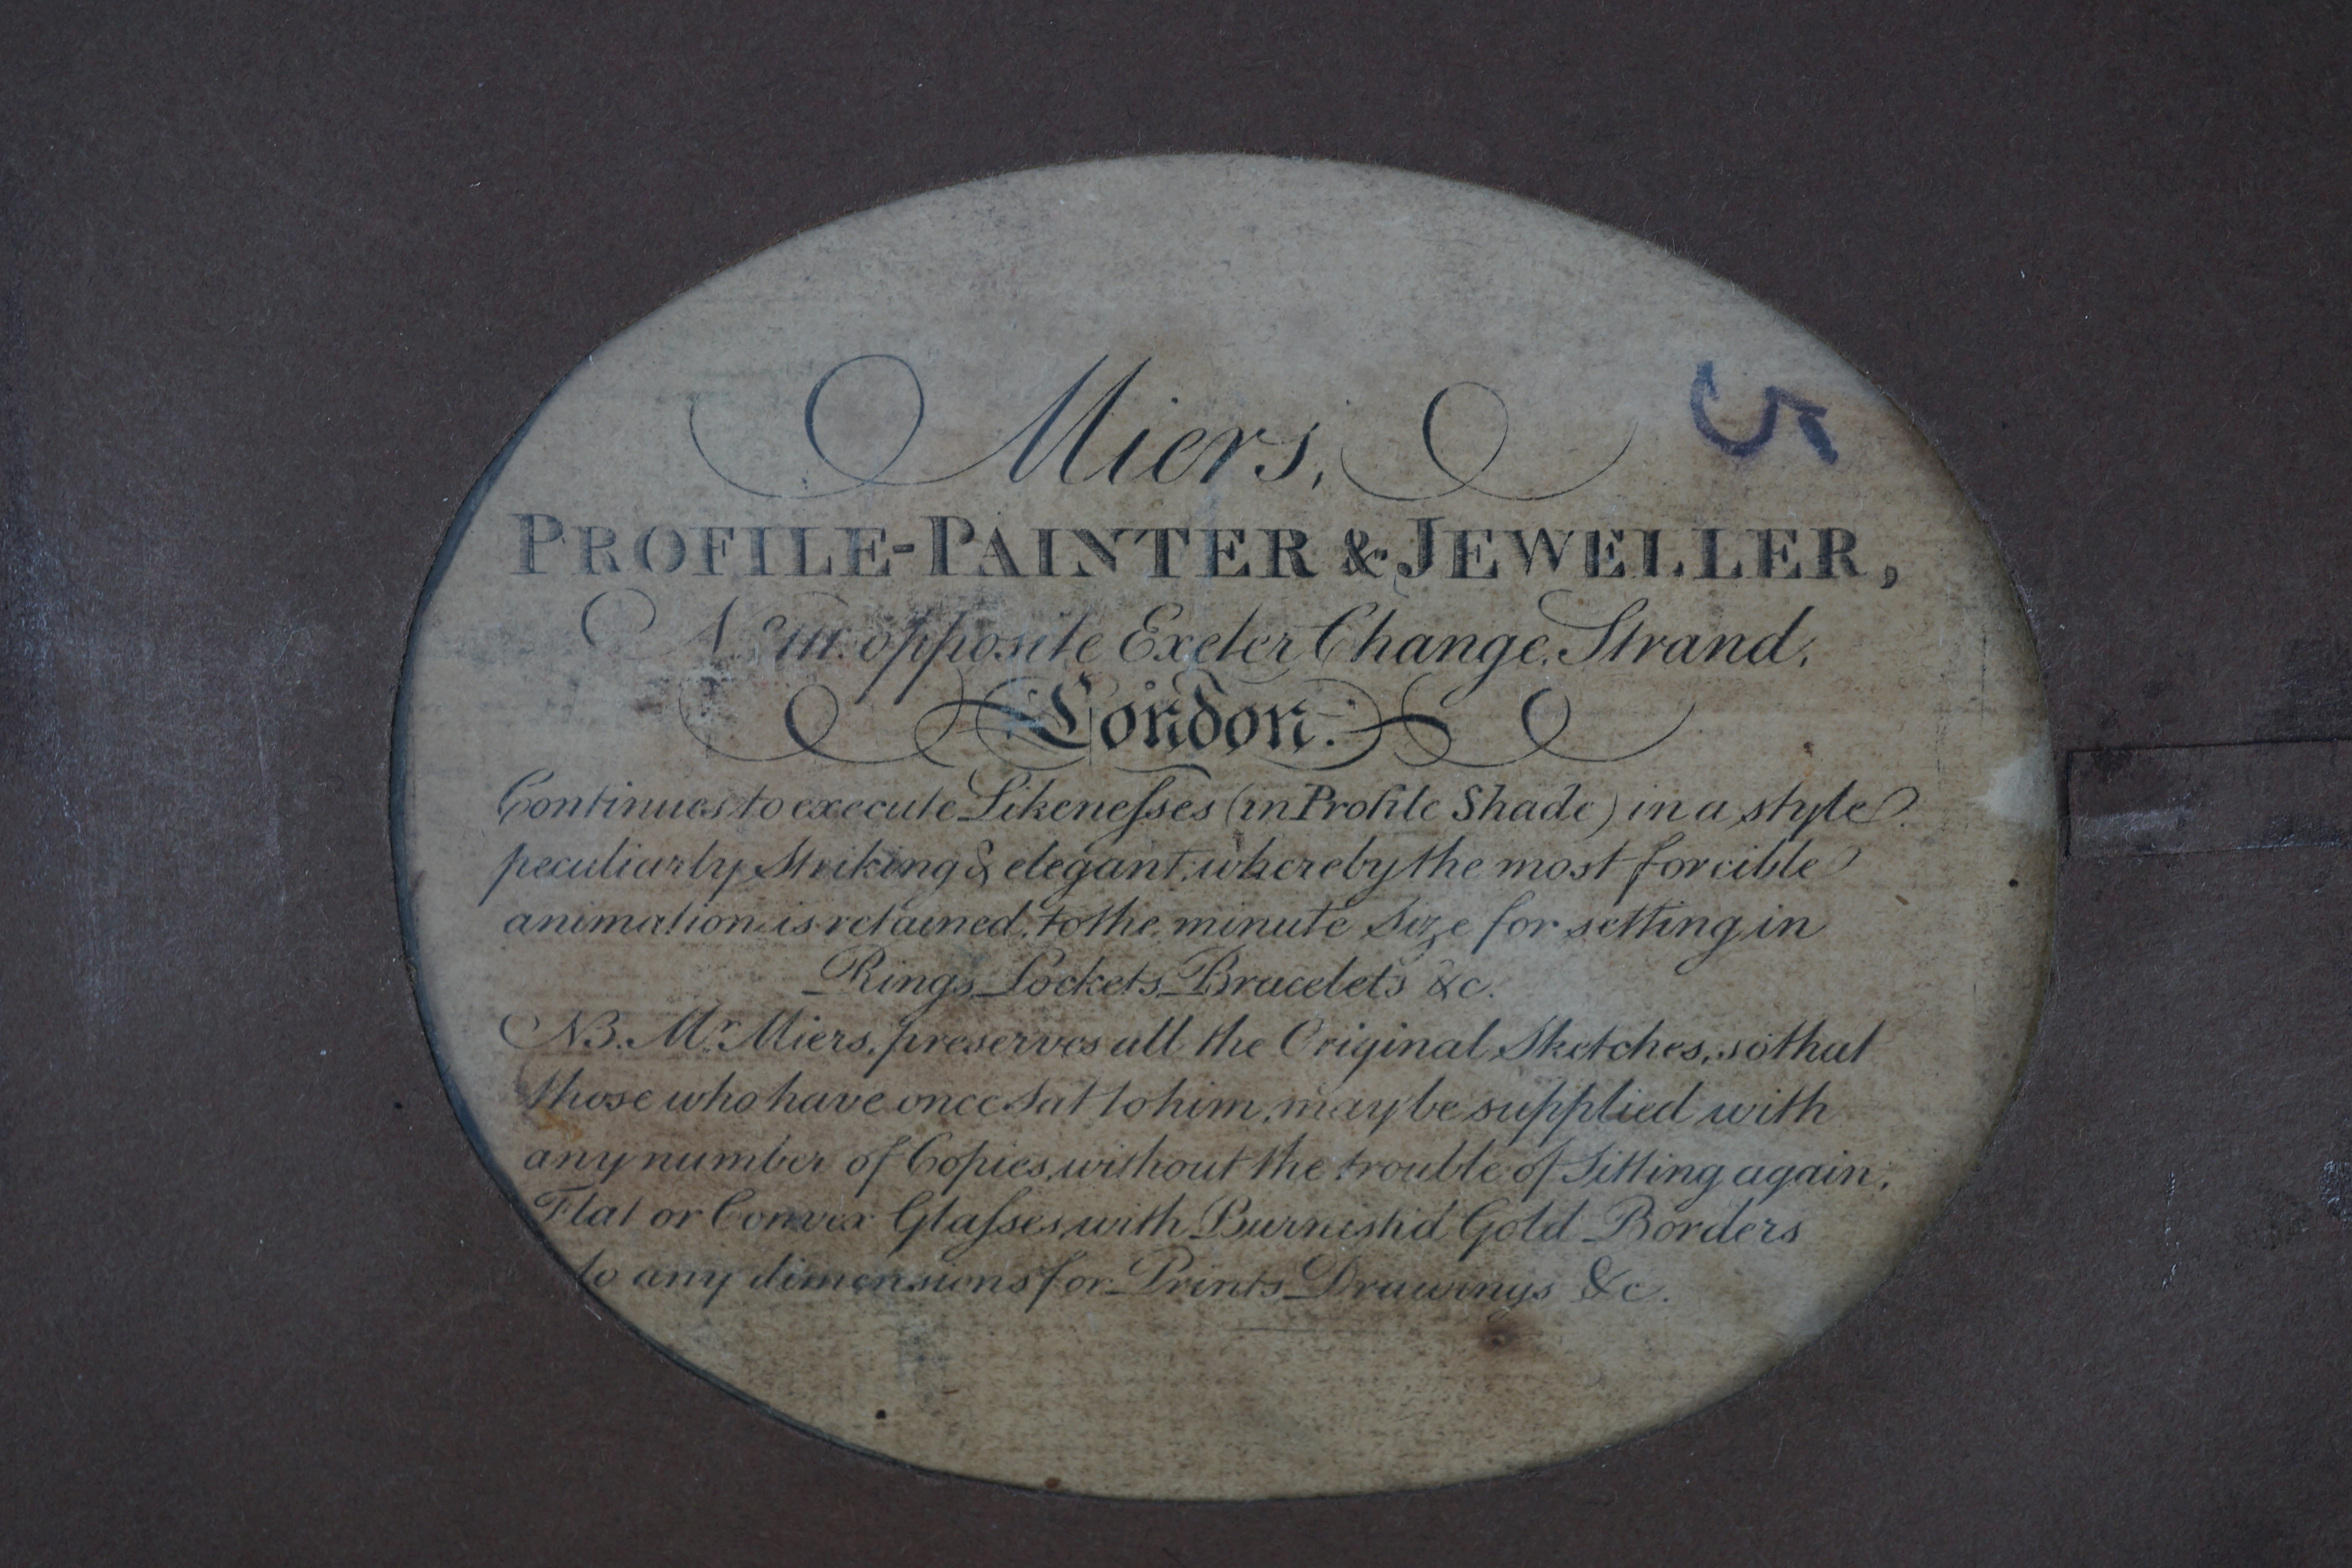 Miers,
PROFILE-PAINTER & JEWELLER,
No. 111. opposite Exeter Change, Strand,
London.
Continues to execute Likeneſses (in Profile Shade) in a style
peculiarly striking & elegant, whereby the most forcible
animation is retained, to the minute size for setting in
Rings, Lockets, Bracelets &c.
NB. Mr. Miers, preserves all the Original Sketches, so that
those who have once Sat to him, may be supplied with
any number of Copies, without the trouble of Sitting again,
Flat or Convex Glaſses, with Burnish'd Gold Borders
to any dimensions for Prints, Drawings &c.
5